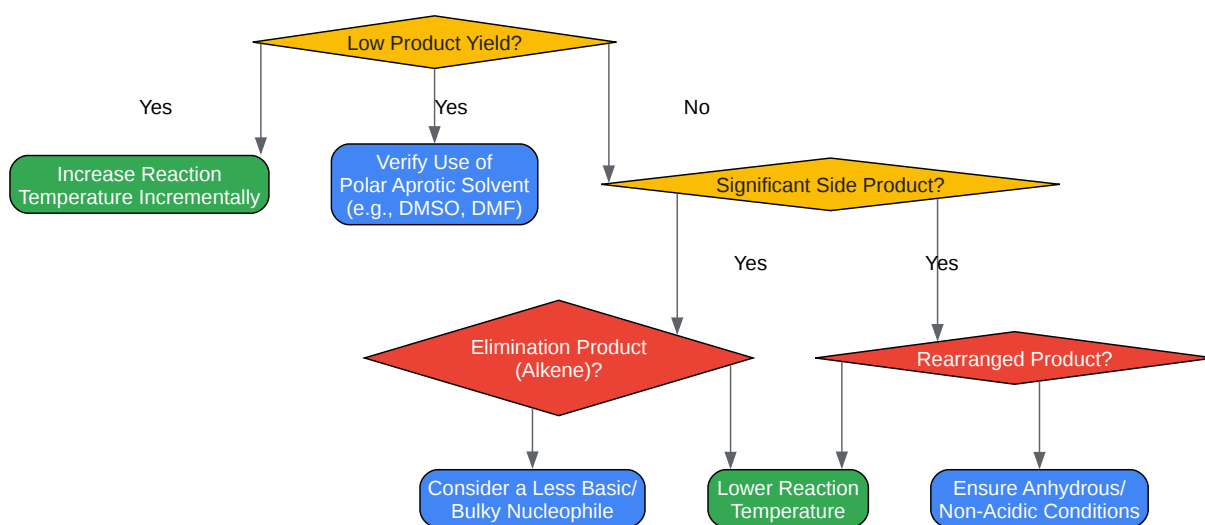 Low Product Yield?
Yes
Yes
No
Increase Reaction
Temperature Incrementally
Verify Use of
Polar Aprotic Solvent
(e.g., DMSO, DMF)
Significant Side Product?
Yes
Yes
Elimination Product
(Alkene)?
Rearranged Product?
Consider a Less Basic/
Bulky Nucleophile
Lower Reaction
Temperature
Ensure Anhydrous/
Non-Acidic Conditions